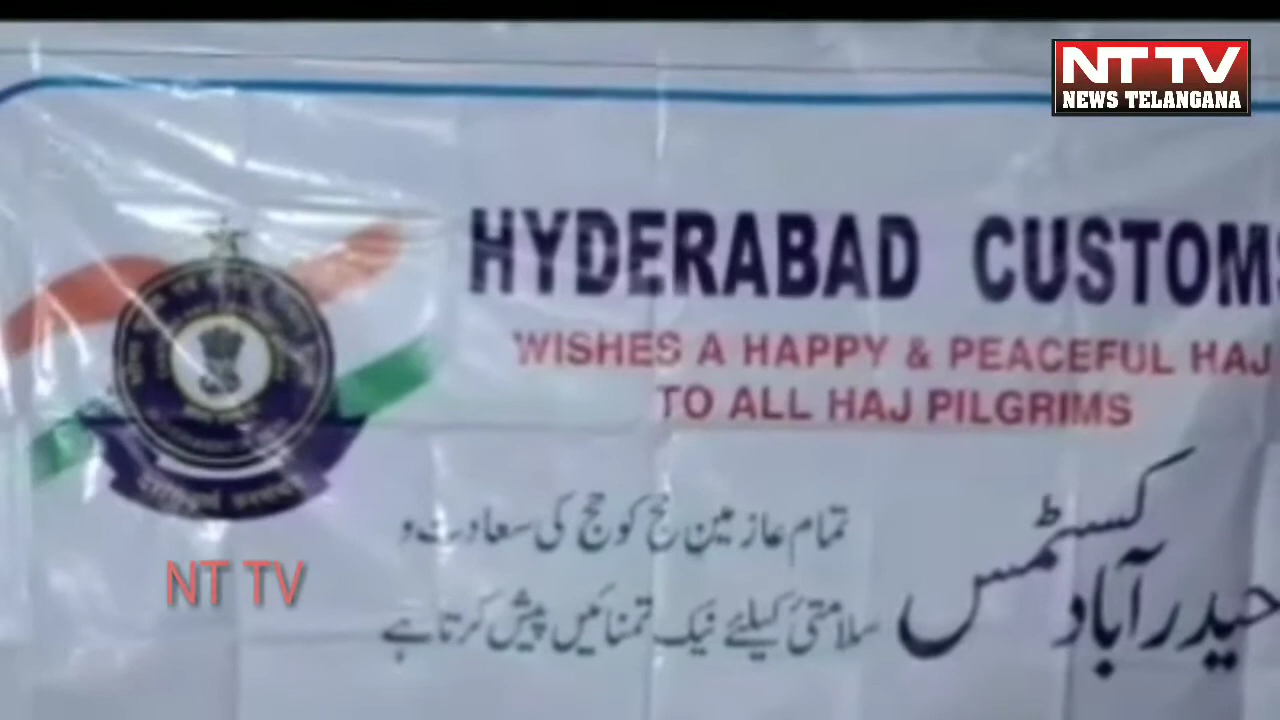 NT TV
NEWS TELANGANA
HYDERABAD CUSTOMS
WISHES A HAPPY & PEACEFUL HAJ
TO ALL HAJ PILGRIMS
حیدرآباد کسٹمس
تمام عازمین حج کو حج کی سعادت و
سلامتی کیلئے نیک تمنائیں پیش کرتا ہے
NT TV